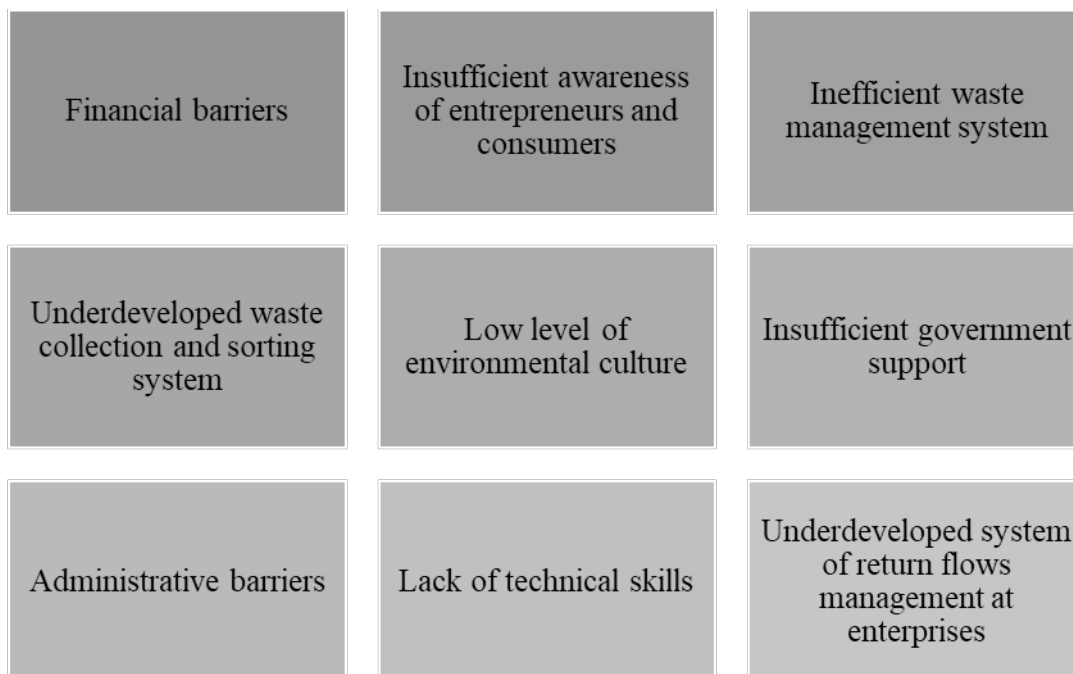 Financial barriers
Insufficient awareness
of entrepreneurs and
consumers
Inefficient waste
management system
Underdeveloped waste
collection and sorting
system
Low level of
environmental culture
Insufficient government
support
Administrative barriers
Lack of technical skills
Underdeveloped system
of return flows
management at
enterprises